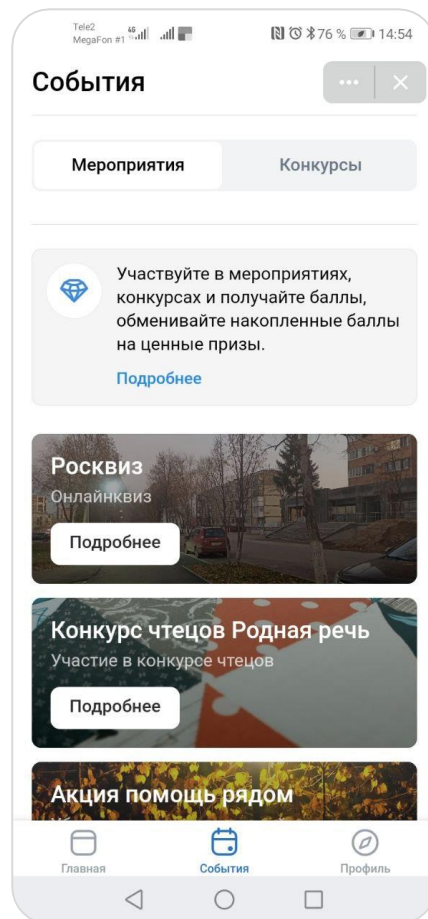 Tele2
MegaFon #1
76 % 14:54
События
Мероприятия
Конкурсы
Участвуйте в мероприятиях,
конкурсах и получайте баллы,
обменивайте накопленные баллы
на ценные призы.
Подробнее
Росквиз
Онлайнквиз
Подробнее
Конкурс чтецов Родная речь
Участие в конкурсе чтецов
Подробнее
Акция помощь рядом
Главная
События
Профиль